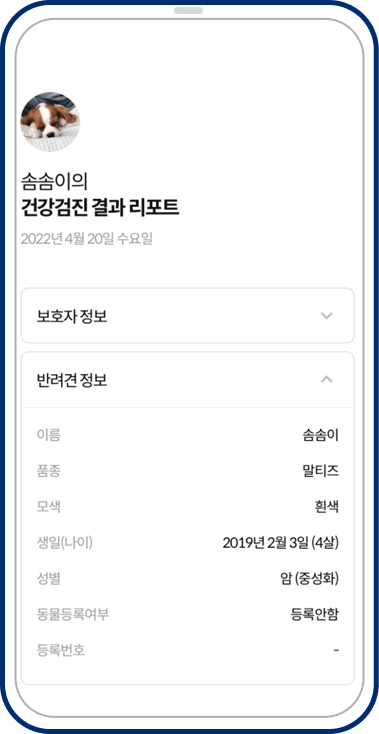 솜솜이의
건강검진 결과 리포트
2022년 4월 20일 수요일
보호자 정보
반려견 정보
이름 솜솜이
품종 말티즈
모색 흰색
생일(나이) 2019년 2월 3일 (4살)
성별 암 (중성화)
동물등록여부 등록안함
등록번호 -